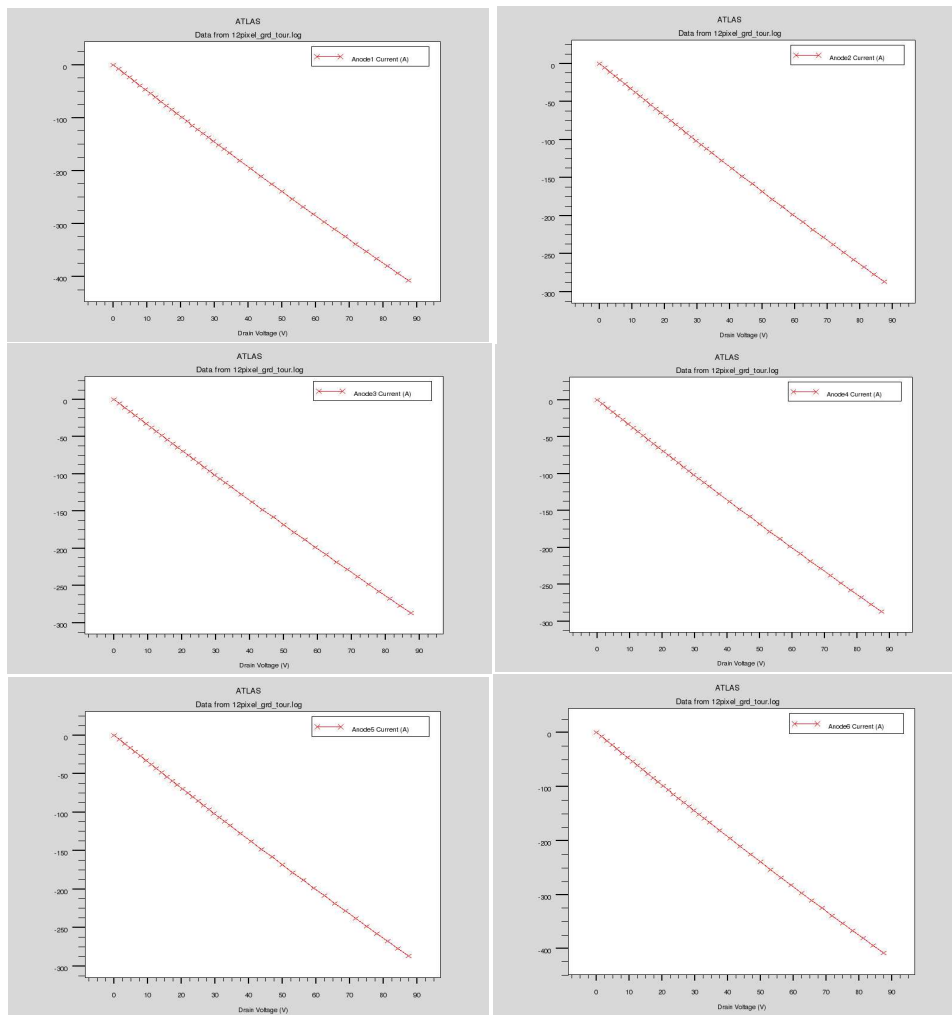 ATLAS
Data from 12pixel_grd_tour.log
Anode1 Current (A)
0
-100
-200
-300
-400
0 10 20 30 40 50 60 70 80 90
Drain Voltage (V)
ATLAS
Data from 12pixel_grd_tour.log
Anode2 Current (A)
0
-50
-100
-150
-200
-250
-300
0 10 20 30 40 50 60 70 80 90
Drain Voltage (V)
ATLAS
Data from 12pixel_grd_tour.log
Anode3 Current (A)
0
-50
-100
-150
-200
-250
-300
0 10 20 30 40 50 60 70 80 90
Drain Voltage (V)
ATLAS
Data from 12pixel_grd_tour.log
Anode4 Current (A)
0
-50
-100
-150
-200
-250
-300
0 10 20 30 40 50 60 70 80 90
Drain Voltage (V)
ATLAS
Data from 12pixel_grd_tour.log
Anode5 Current (A)
0
-50
-100
-150
-200
-250
-300
0 10 20 30 40 50 60 70 80 90
Drain Voltage (V)
ATLAS
Data from 12pixel_grd_tour.log
Anode6 Current (A)
0
-100
-200
-300
-400
0 10 20 30 40 50 60 70 80 90
Drain Voltage (V)